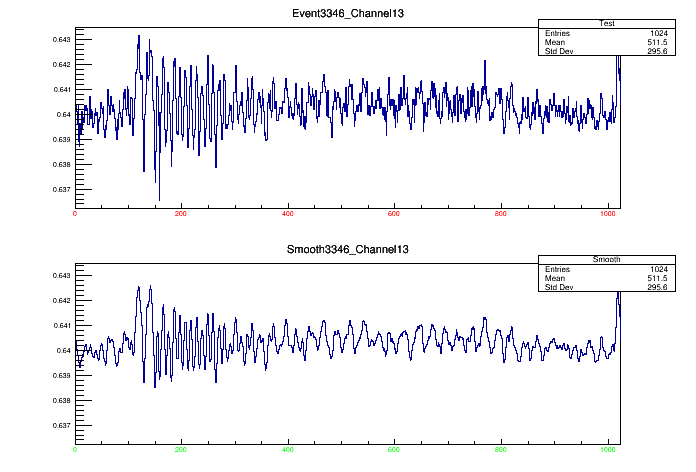 Event3346_Channel13
Test
Entries 1024
Mean 511.5
Std Dev 295.6
0.643
0.642
0.641
0.64
0.639
0.638
0.637
0 200 400 600 800 1000
Smooth3346_Channel13
Smooth
Entries 1024
Mean 511.5
Std Dev 295.6
0.643
0.642
0.641
0.64
0.639
0.638
0.637
0 200 400 600 800 1000